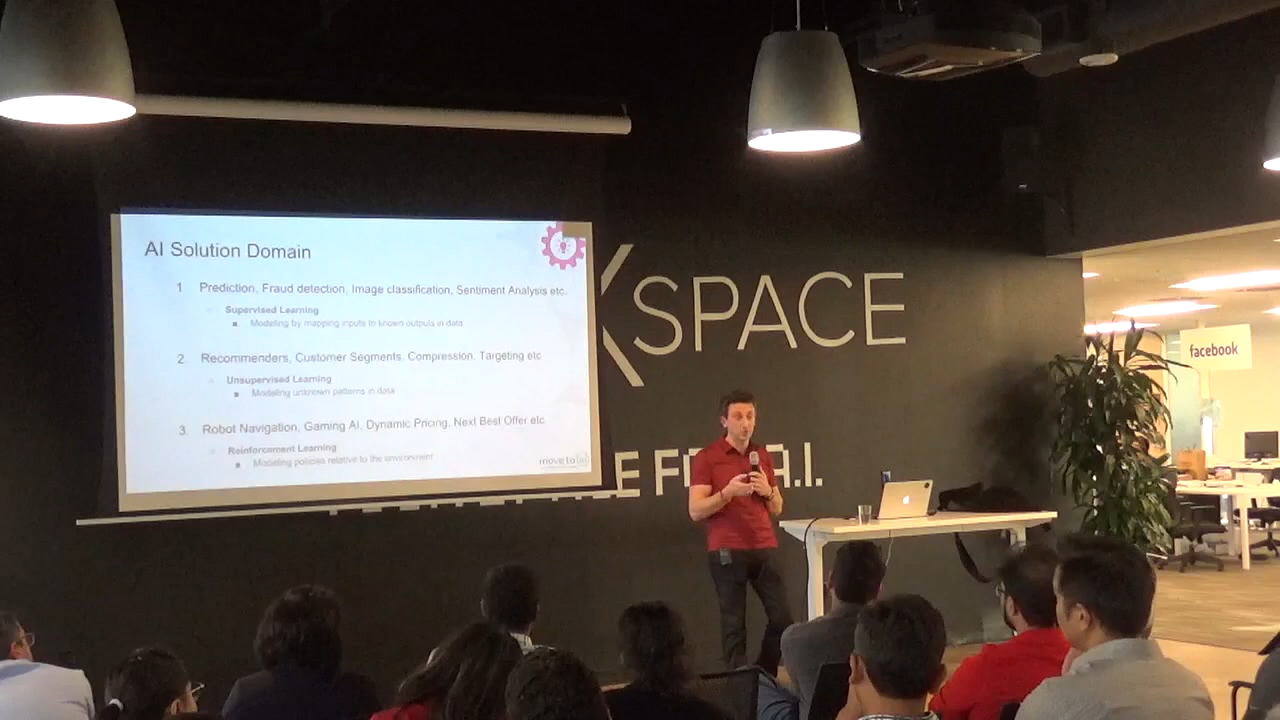 AI Solution Domain
1 Prediction, Fraud detection, Image classification, Sentiment Analysis etc.
Supervised Learning
Modeling by mapping inputs to known outputs in data
2 Recommenders, Customer Segments, Compression, Targeting etc
Unsupervised Learning
Modeling unknown patterns in data
3. Robot Navigation, Gaming AI, Dynamic Pricing, Next Best Offer etc
Reinforcement Learning
Modeling policies relative to the environment
move to
SPACE
A.I.
facebook